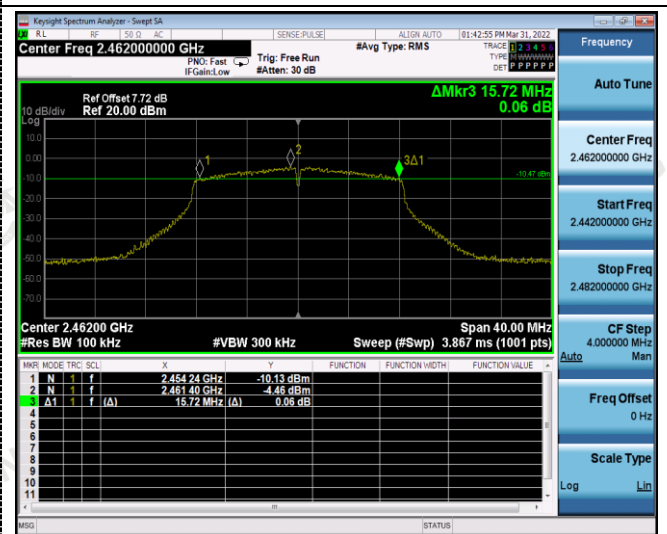 Keysight Spectrum Analyzer - Swept SA
RL RF 50 Ω AC SENSE:PULSE ALIGN AUTO 01:42:55 PM Mar 31, 2022
Center Freq 2.462000000 GHz #Avg Type: RMS TRACE 1 2 3 4 5 6
PNO: Fast Trig: Free Run TYPE M WWWWW
IFGain:Low #Atten: 30 dB DET P P P P P P
Frequency
Auto Tune
Center Freq
2.462000000 GHz
Start Freq
2.442000000 GHz
Stop Freq
2.482000000 GHz
CF Step
4.000000 MHz
Auto Man
Freq Offset
0 Hz
Scale Type
Log Lin
Ref Offset 7.72 dB ΔMkr3 15.72 MHz
10 dB/div Ref 20.00 dBm 0.06 dB
Log
10.0
0.00
-10.0
-20.0
-30.0
-40.0
-50.0
-60.0
-70.0
1
2
3Δ1
-10.47 dBm
Center 2.46200 GHz Span 40.00 MHz
#Res BW 100 kHz #VBW 300 kHz Sweep (#Swp) 3.867 ms (1001 pts)
MKR MODE TRC SCL X Y FUNCTION FUNCTION WIDTH FUNCTION VALUE
1 N 1 f 2.454 24 GHz -10.13 dBm
2 N 1 f 2.461 40 GHz -4.46 dBm
3 Δ1 1 f (Δ) 15.72 MHz (Δ) 0.06 dB
4
5
6
7
8
9
10
11
MSG STATUS